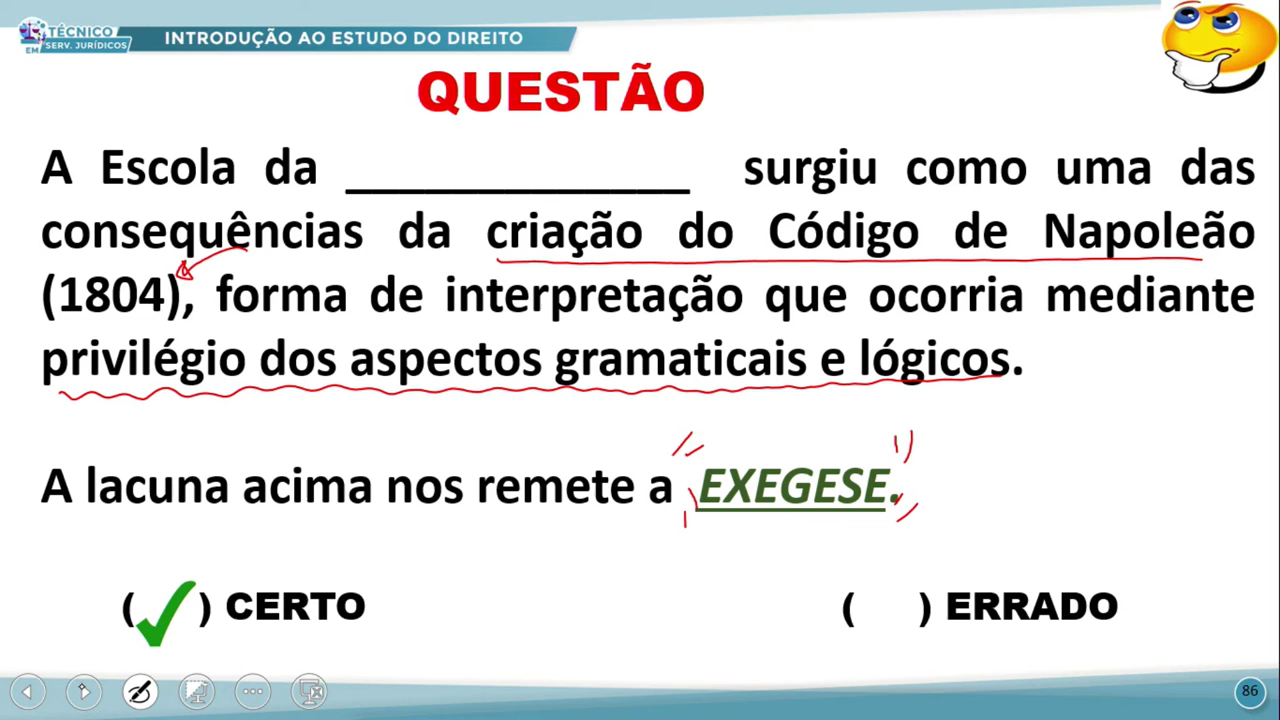 TÉCNICO
EM SERV. JURÍDICOS
INTRODUÇÃO AO ESTUDO DO DIREITO
QUESTÃO
A Escola da _____________ surgiu como uma das
consequências da criação do Código de Napoleão
(1804), forma de interpretação que ocorria mediante
privilégio dos aspectos gramaticais e lógicos.
A lacuna acima nos remete a EXEGESE.
( ) CERTO
( ) ERRADO
86